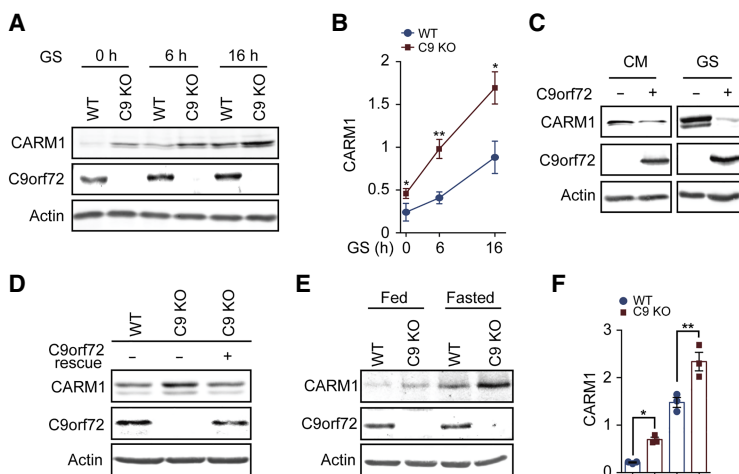 A
GS 0 h 6 h 16 h
WT C9 KO WT C9 KO WT C9 KO
CARM1
C9orf72
Actin
B
WT
C9 KO
CARM1
2
1.5
1
0.5
0
* ** *
GS (h) 0 6 16
C
CM GS
C9orf72 – + – +
CARM1
C9orf72
Actin
D
WT C9 KO C9 KO
C9orf72
rescue – – +
CARM1
C9orf72
Actin
E
Fed Fasted
WT C9 KO WT C9 KO
CARM1
C9orf72
Actin
F
WT
C9 KO
CARM1
3
2
1
0
* **